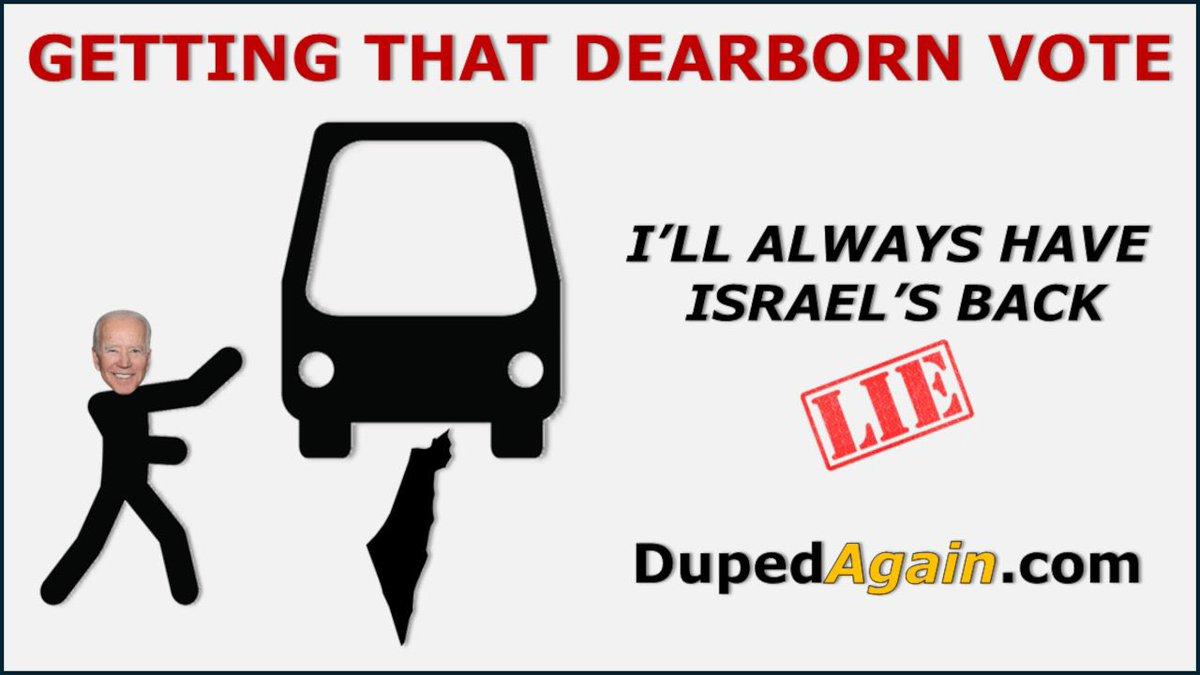 GETTING THAT DEARBORN VOTE
I'LL ALWAYS HAVE
ISRAEL'S BACK
LIE
DupedAgain.com